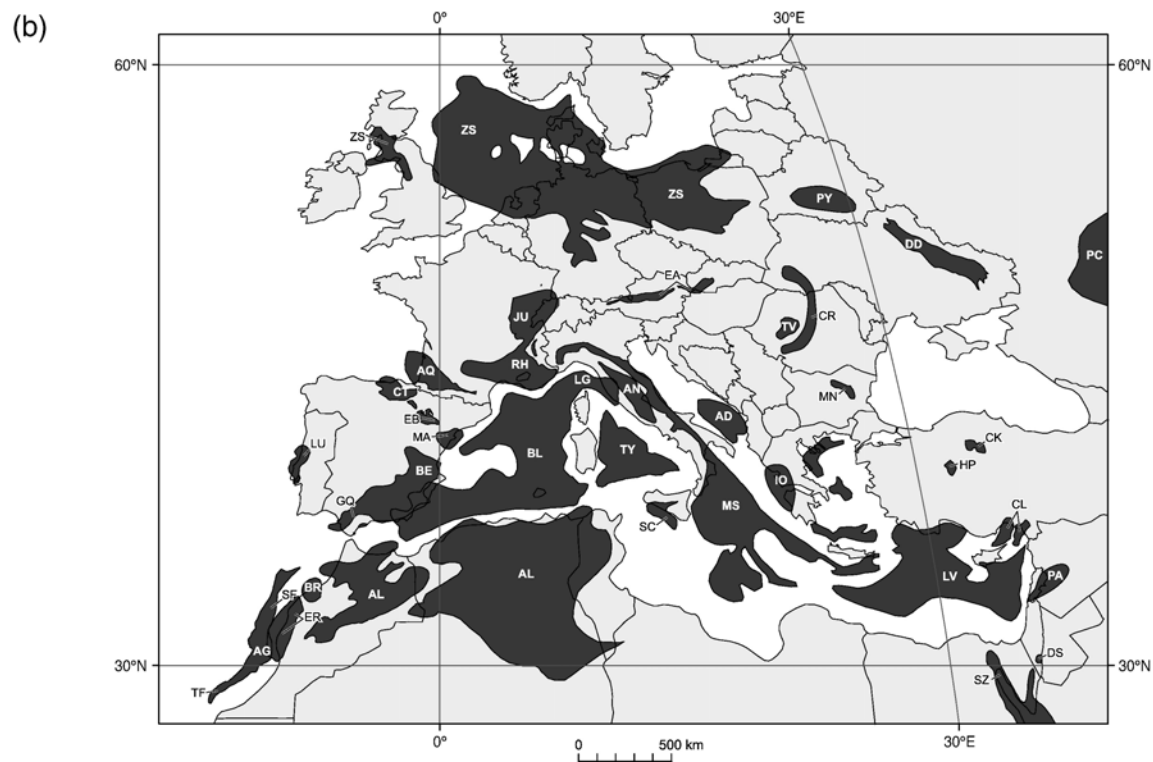 (b)
0°
30°E
60°N
60°N
ZS
ZS
ZS
PY
DD
PC
EA
JU
TV
CR
RH
AQ
CT
LG
AN
MN
EB
MA
AD
LU
BE
BL
TY
IO
CK
HP
GQ
MS
SC
CL
SF
BR
AL
AL
LV
PA
ER
AG
30°N
30°N
TF
DS
SZ
0°
30°E
0
500 km